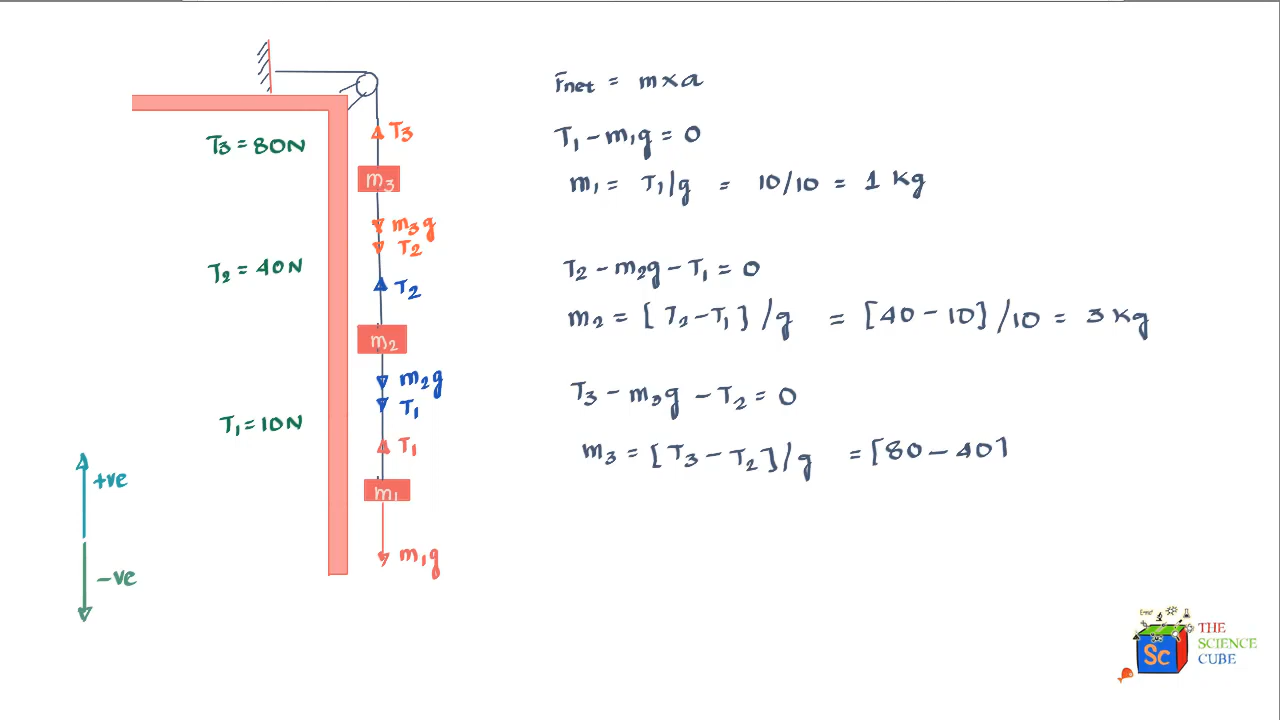 Fnet = m×a
T₁ – m₁g = 0
m₁ = T₁/g = 10/10 = 1 Kg
T₂ – m₂g – T₁ = 0
m₂ = [T₂ – T₁]/g = [40 – 10]/10 = 3 Kg
T₃ – m₃g – T₂ = 0
m₃ = [T₃ – T₂]/g = [80 – 40]
T₃ = 80N
T₂ = 40N
T₁ = 10N
T₃
m₃
m₃g
T₂
T₂
m₂
m₂g
T₁
T₁
m₁
m₁g
+ve
–ve
Sc
THE
SCIENCE
CUBE